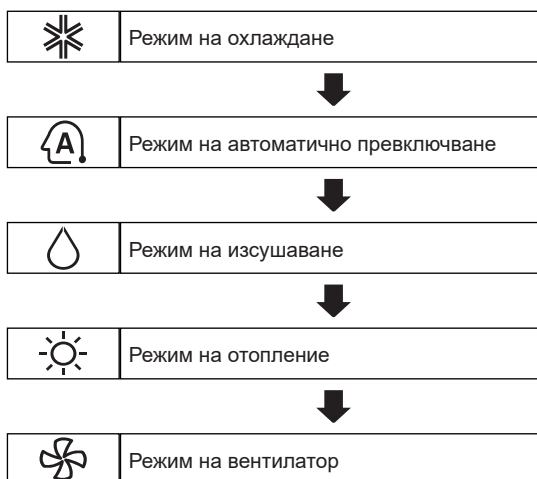 Режим на охлаждане
A
Режим на автоматично превключване
Режим на изсушаване
Режим на отопление
Режим на вентилатор